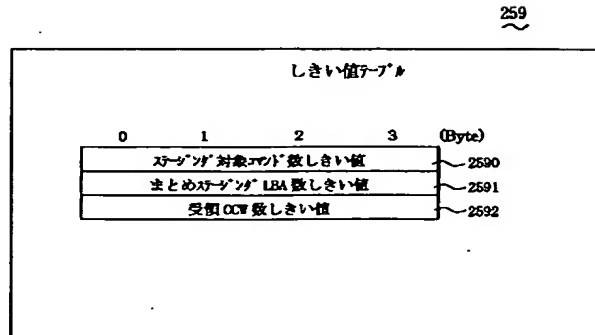 259
しきい値ﾃｰﾌﾞﾙ
0 1 2 3 (Byte)
ｽﾃｰｼﾞﾝｸﾞ対象ｺﾏﾝﾄﾞ数しきい値 2590
まとめｽﾃｰｼﾞﾝｸﾞLBA数しきい値 2591
受領CCW数しきい値 2592